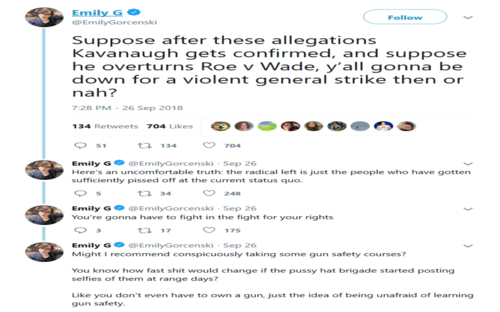 Emily G
@EmilyGorcenski
Follow
Suppose after these allegations
Kavanaugh gets confirmed, and suppose
he overturns Roe v Wade, y'all gonna be
down for a violent general strike then or
nah?
7:28 PM - 26 Sep 2018
134 Retweets 704 Likes
51 134 704
Emily G @EmilyGorcenski · Sep 26
Here's an uncomfortable truth: the radical left is just the people who have gotten
sufficiently pissed off at the current status quo.
5 34 248
Emily G @EmilyGorcenski · Sep 26
You're gonna have to fight in the fight for your rights
3 17 175
Emily G @EmilyGorcenski · Sep 26
Might I recommend conspicuously taking some gun safety courses?
You know how fast shit would change if the pussy hat brigade started posting
selfies of them at range days?
Like you don't even have to own a gun, just the idea of being unafraid of learning
gun safety.